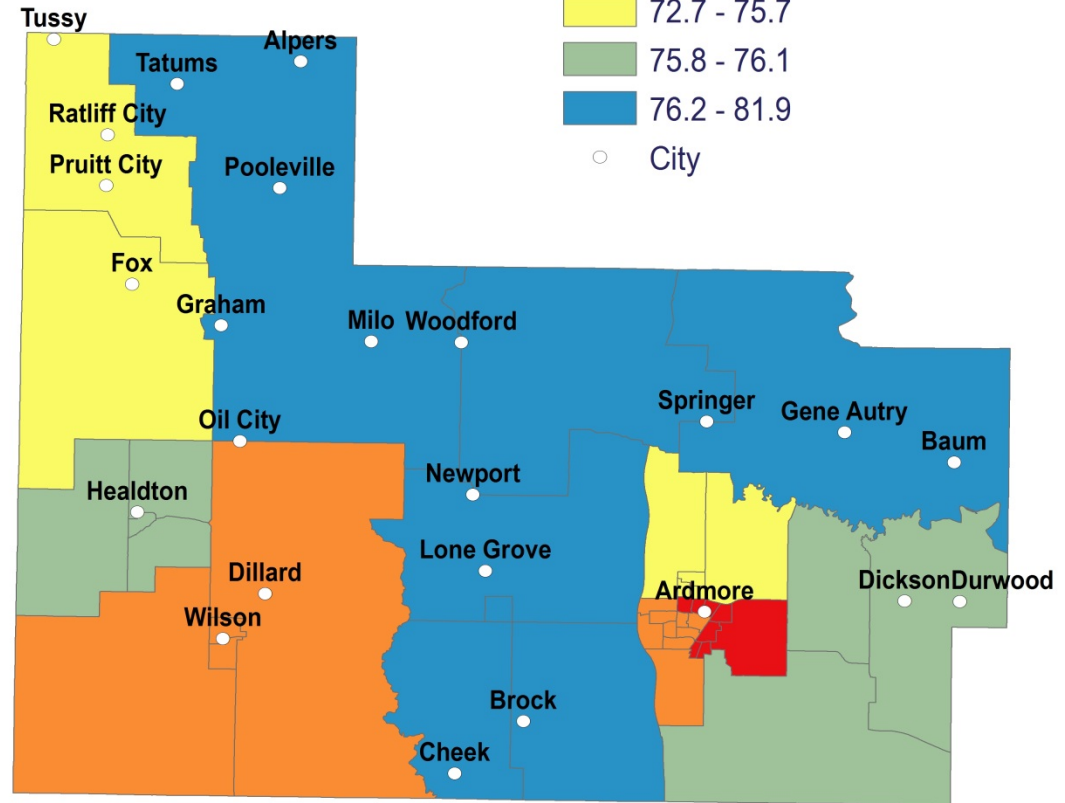 72.7 - 75.7
75.8 - 76.1
76.2 - 81.9
City
Tussy
Alpers
Tatums
Ratliff City
Pruitt City
Pooleville
Fox
Graham
Milo
Woodford
Springer
Gene Autry
Oil City
Baum
Newport
Healdton
Lone Grove
Dillard
Ardmore
Dickson
Durwood
Wilson
Brock
Cheek